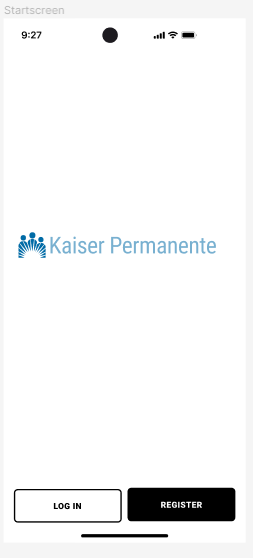 Startscreen
9:27
Kaiser Permanente
LOG IN
REGISTER